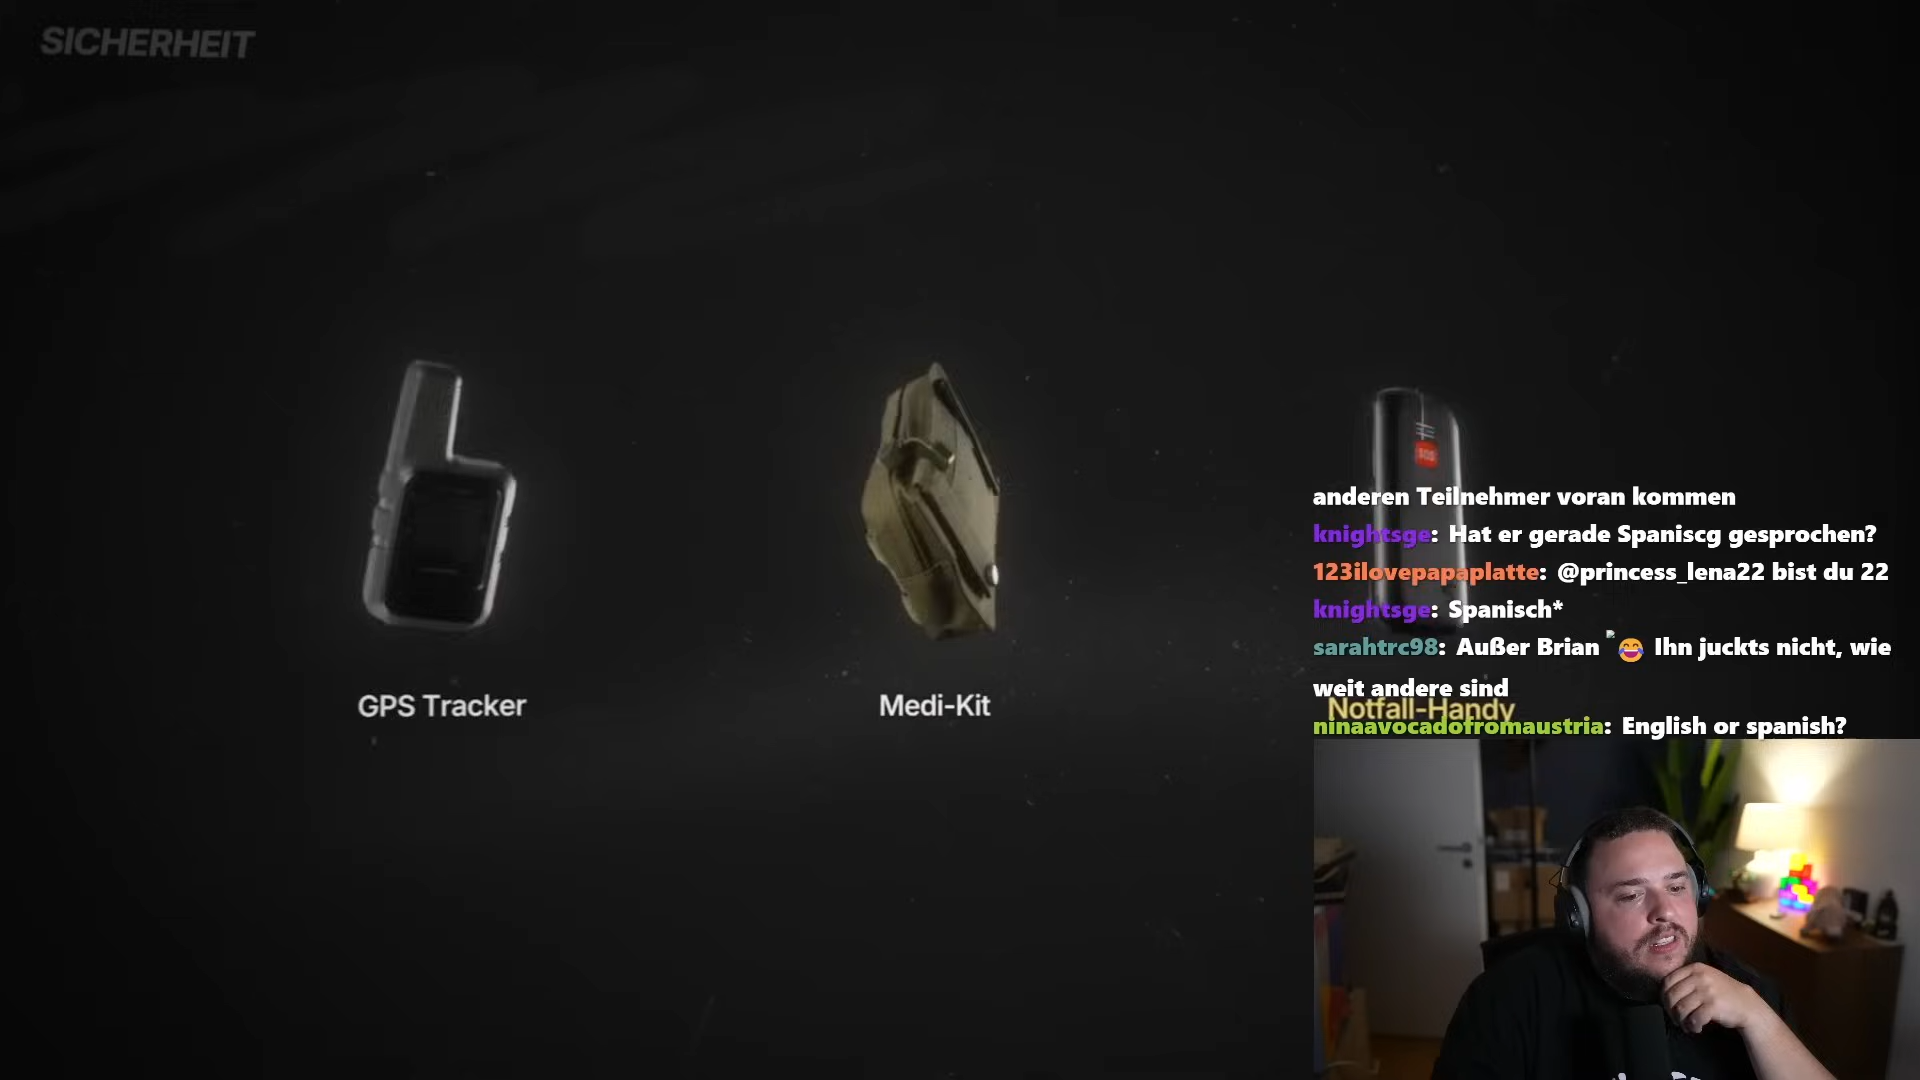 SICHERHEIT
GPS Tracker
Medi-Kit
Notfall-Handy
SOS
anderen Teilnehmer voran kommen
knightsge: Hat er gerade Spaniscg gesprochen?
123ilovepapaplatte: @princess_lena22 bist du 22
knightsge: Spanisch*
sarahtrc98: Außer Brian 😂 Ihn juckts nicht, wie
weit andere sind
ninaavocadofromaustria: English or spanish?